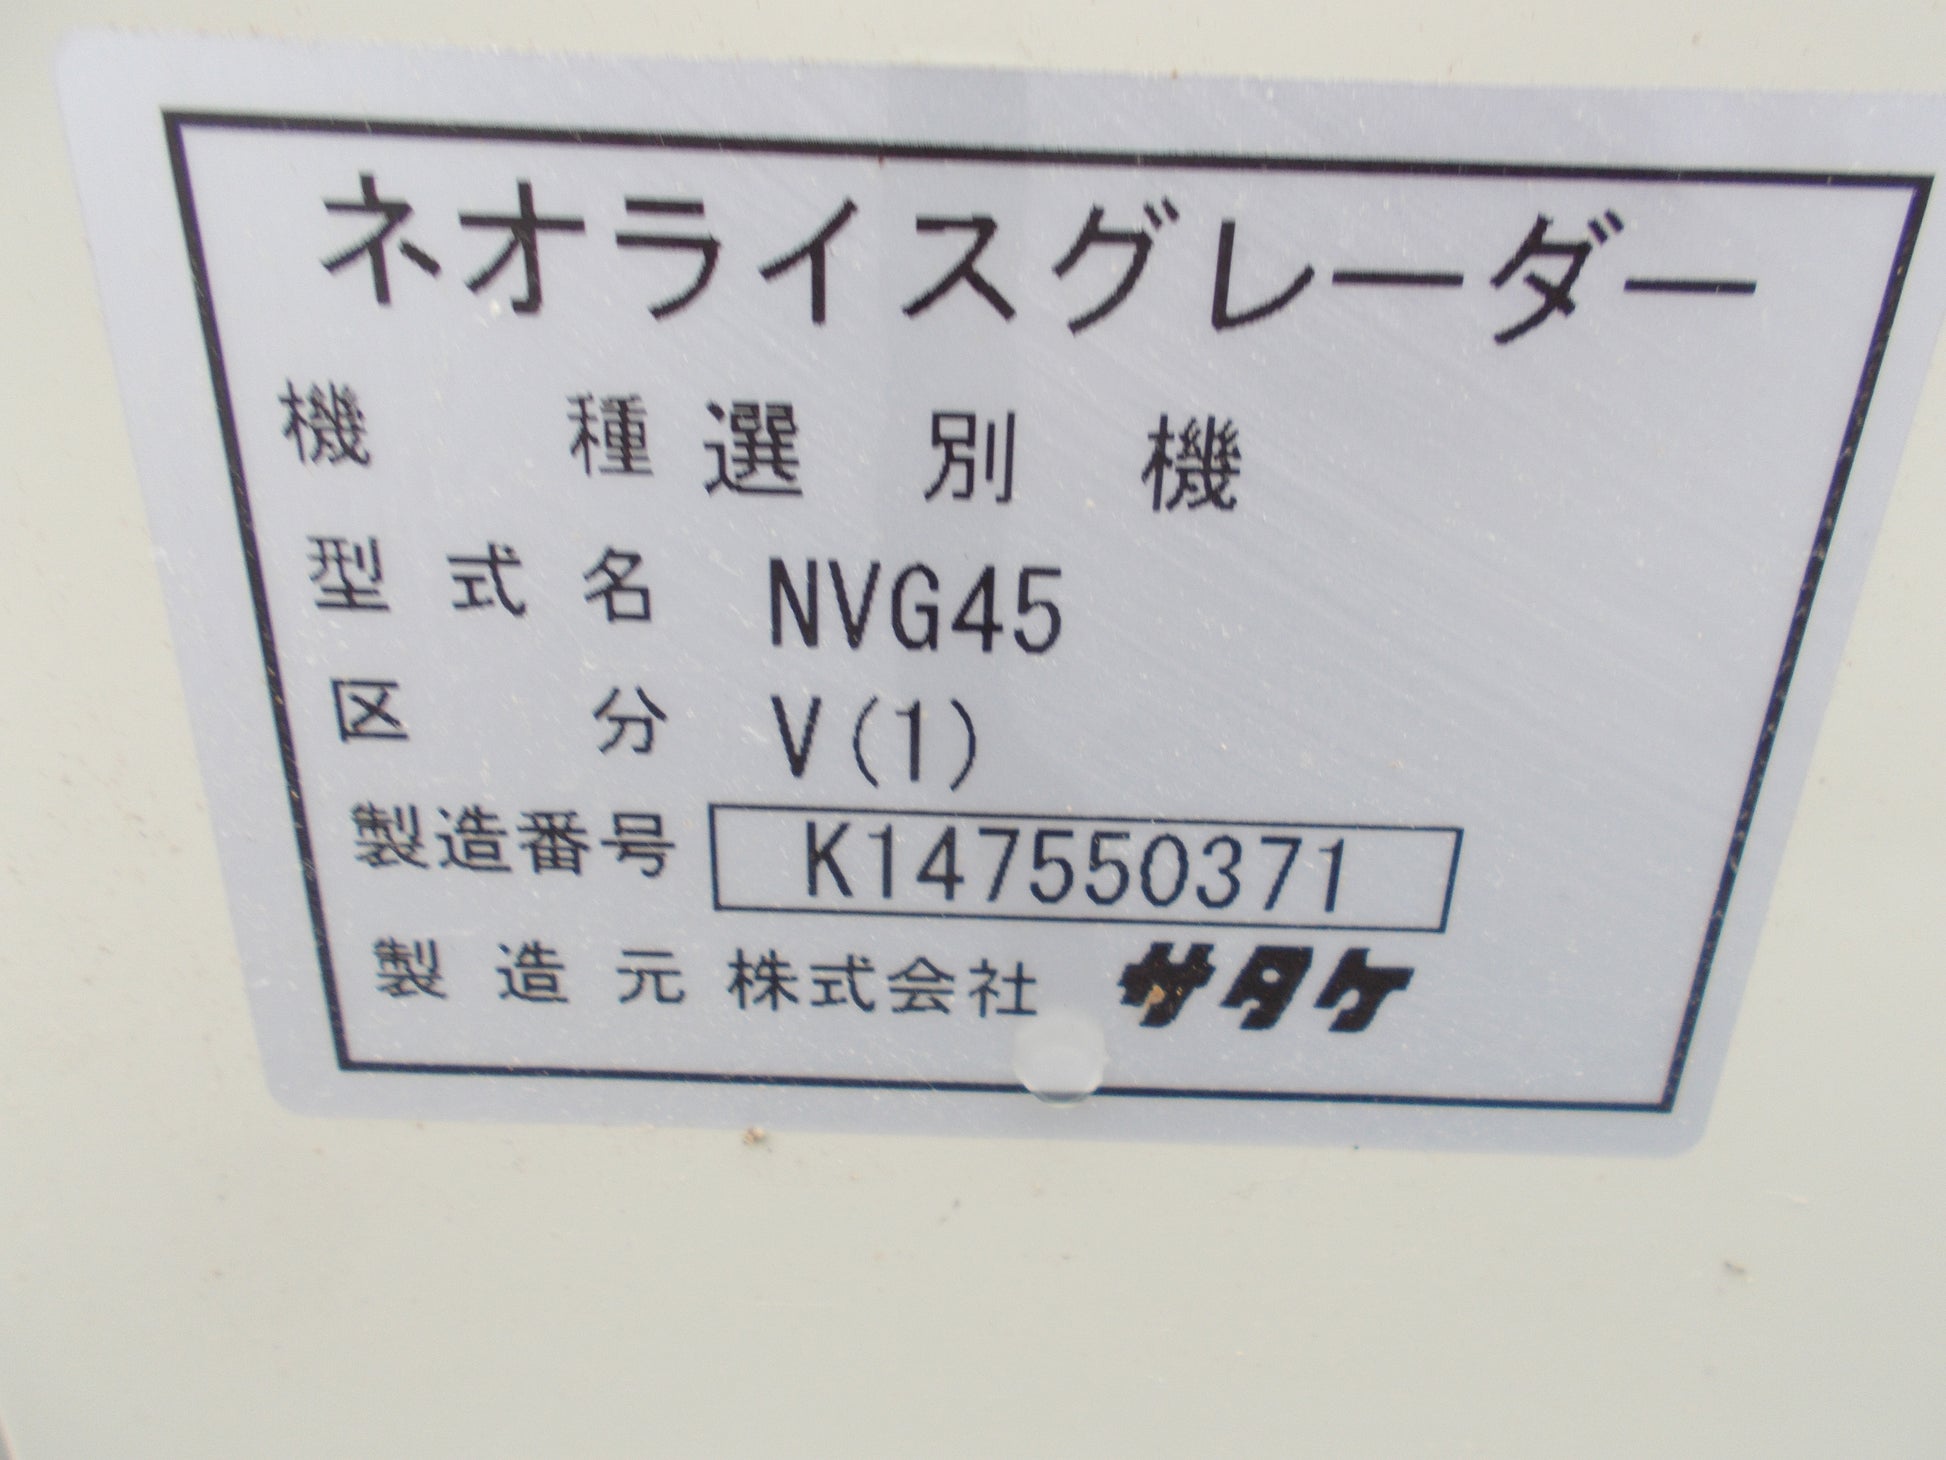 ネオライスグレーダー
機種 選別機
型式名 NVG45
区分 V(1)
製造番号 K147550371
製造元 株式会社 サタケ